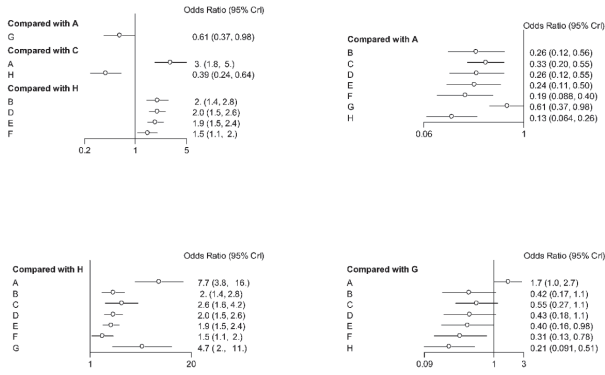 Odds Ratio (95% CrI)
Compared with A
G 0.61 (0.37, 0.98)
Compared with C
A 3. (1.8, 5.)
H 0.39 (0.24, 0.64)
Compared with H
B 2. (1.4, 2.8)
D 2.0 (1.5, 2.6)
E 1.9 (1.5, 2.4)
F 1.5 (1.1, 2.)
0.2 1 5
Odds Ratio (95% CrI)
Compared with A
B 0.26 (0.12, 0.56)
C 0.33 (0.20, 0.55)
D 0.26 (0.12, 0.55)
E 0.24 (0.11, 0.50)
F 0.19 (0.088, 0.40)
G 0.61 (0.37, 0.98)
H 0.13 (0.064, 0.26)
0.06 1
Odds Ratio (95% CrI)
Compared with H
A 7.7 (3.8, 16.)
B 2. (1.4, 2.8)
C 2.6 (1.6, 4.2)
D 2.0 (1.5, 2.6)
E 1.9 (1.5, 2.4)
F 1.5 (1.1, 2.)
G 4.7 (2., 11.)
1 20
Odds Ratio (95% CrI)
Compared with G
A 1.7 (1.0, 2.7)
B 0.42 (0.17, 1.1)
C 0.55 (0.27, 1.1)
D 0.43 (0.18, 1.1)
E 0.40 (0.16, 0.98)
F 0.31 (0.13, 0.78)
H 0.21 (0.091, 0.51)
0.09 1 3